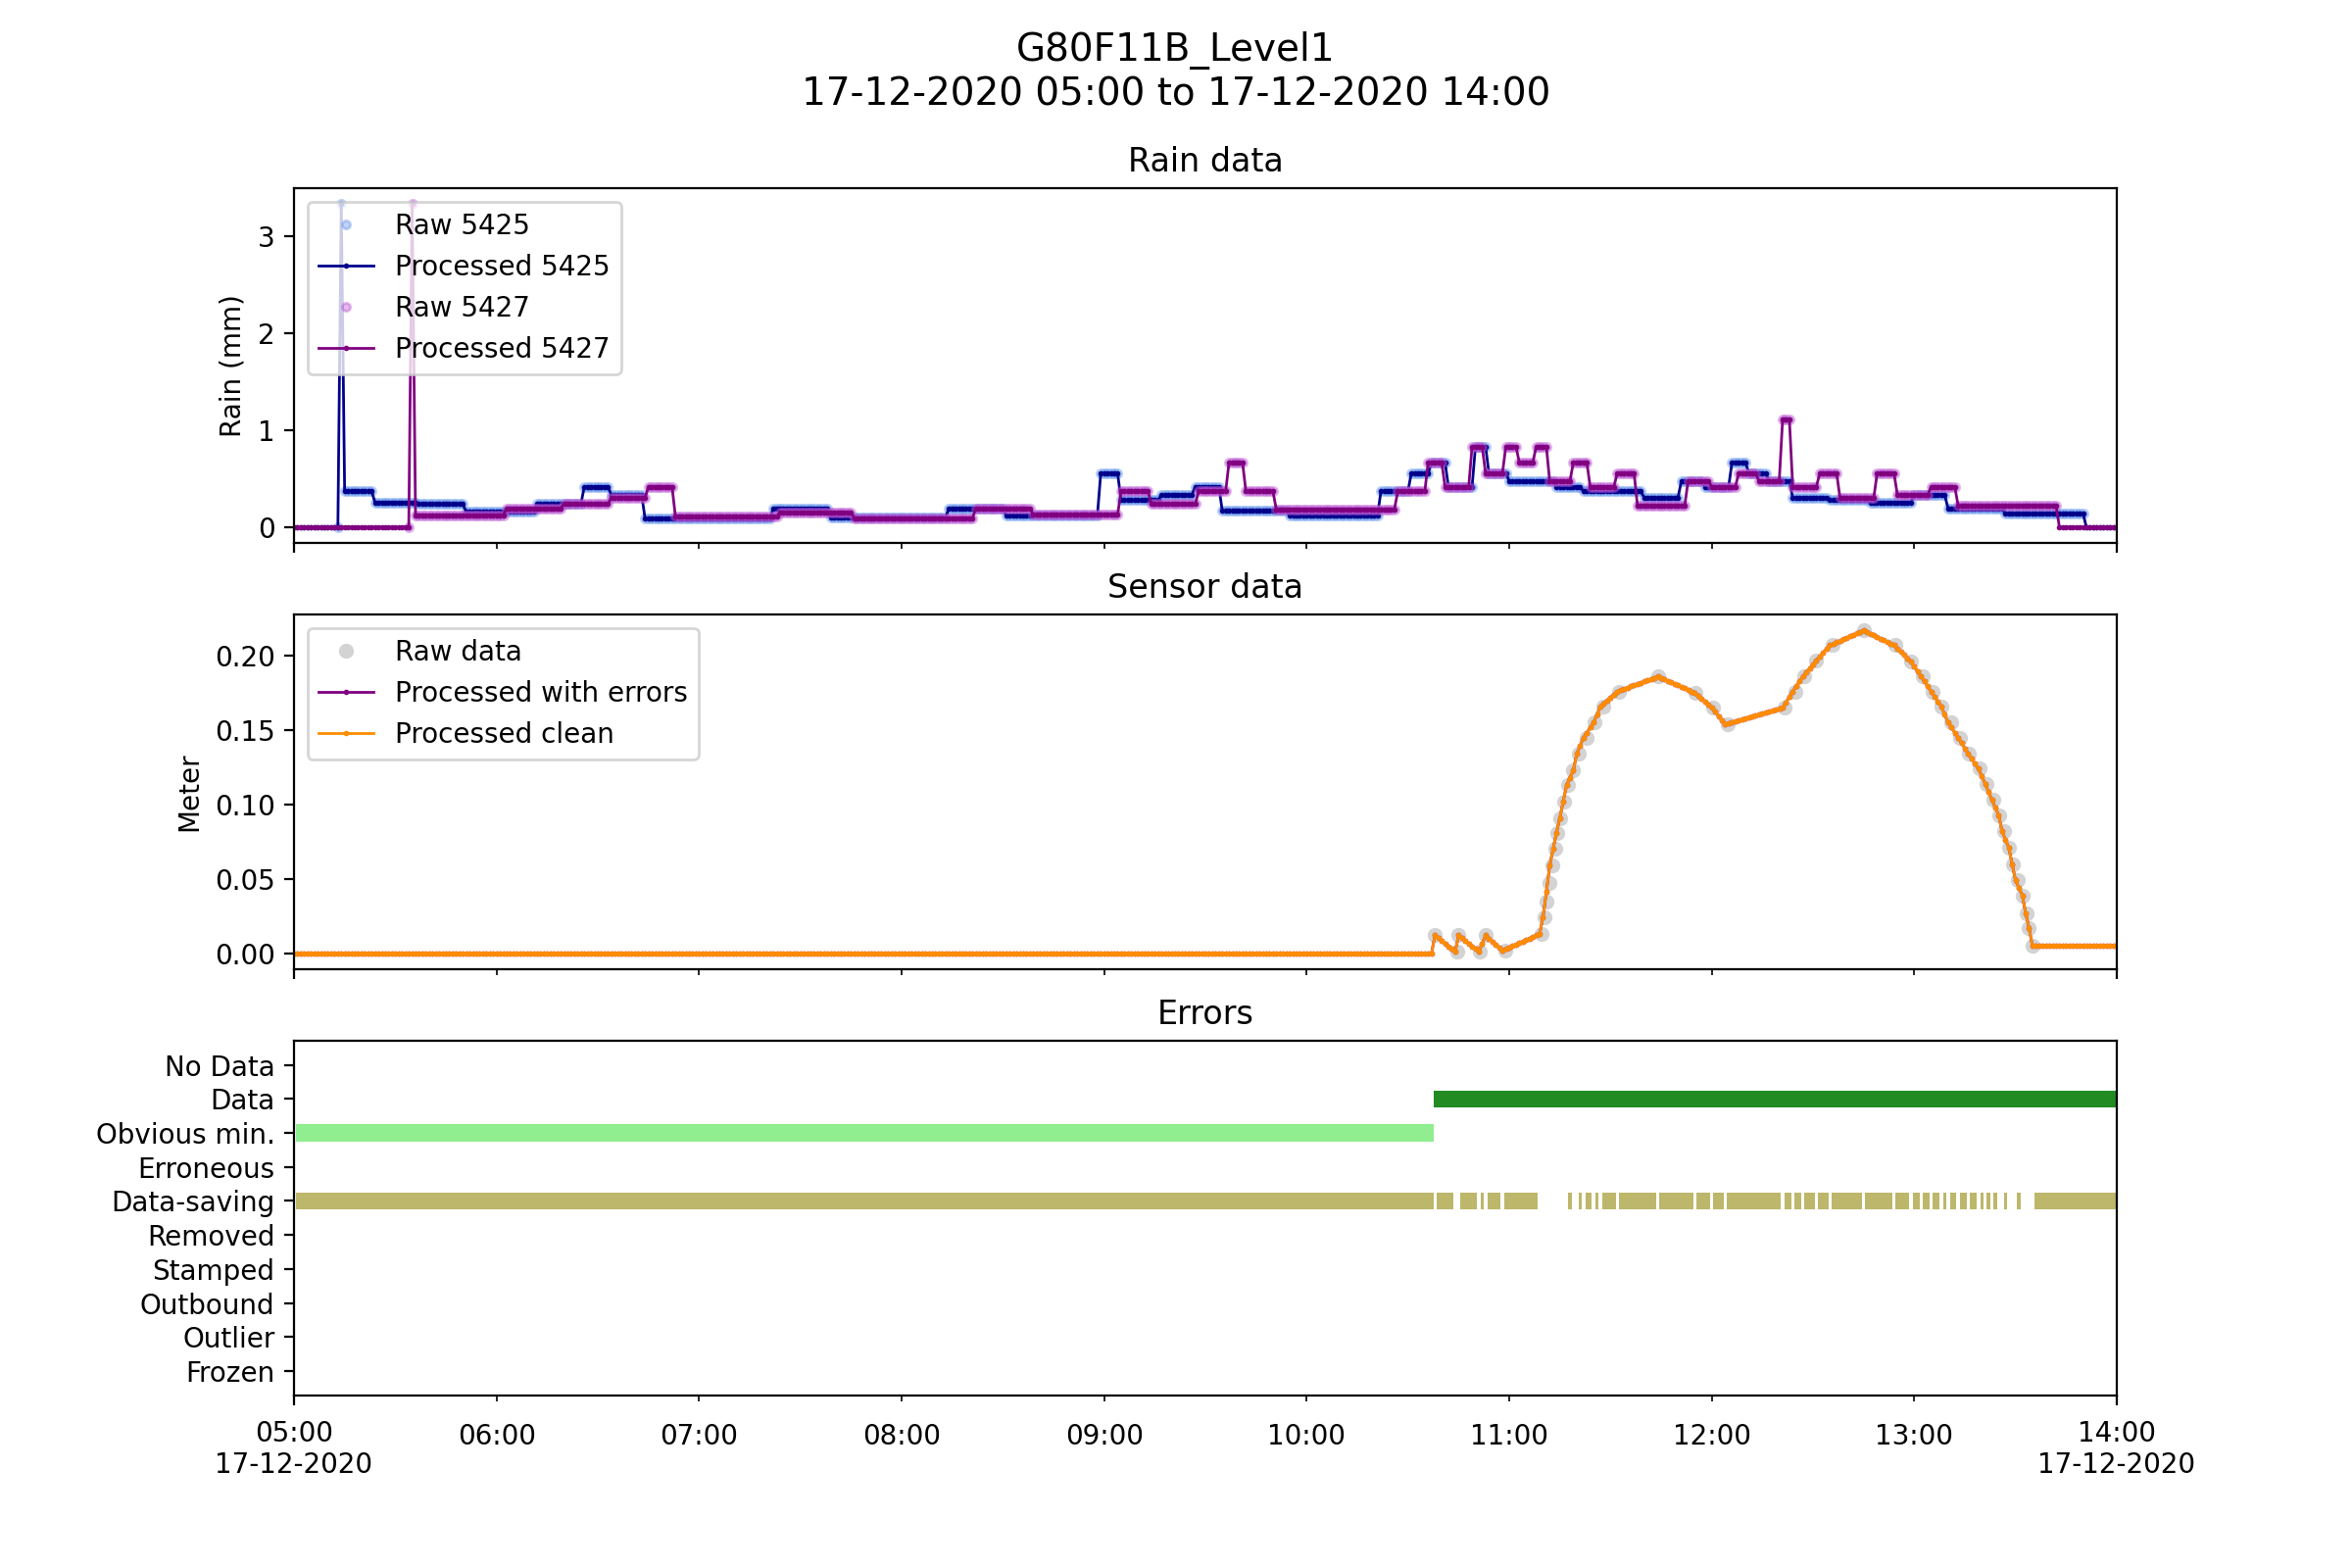 G80F11B_Level1
17-12-2020 05:00 to 17-12-2020 14:00
Rain data
Rain (mm)
3
2
1
0
Raw 5425
Processed 5425
Raw 5427
Processed 5427
Sensor data
Meter
0.20
0.15
0.10
0.05
0.00
Raw data
Processed with errors
Processed clean
Errors
No Data
Data
Obvious min.
Erroneous
Data-saving
Removed
Stamped
Outbound
Outlier
Frozen
05:00 06:00 07:00 08:00 09:00 10:00 11:00 12:00 13:00 14:00
17-12-2020 17-12-2020